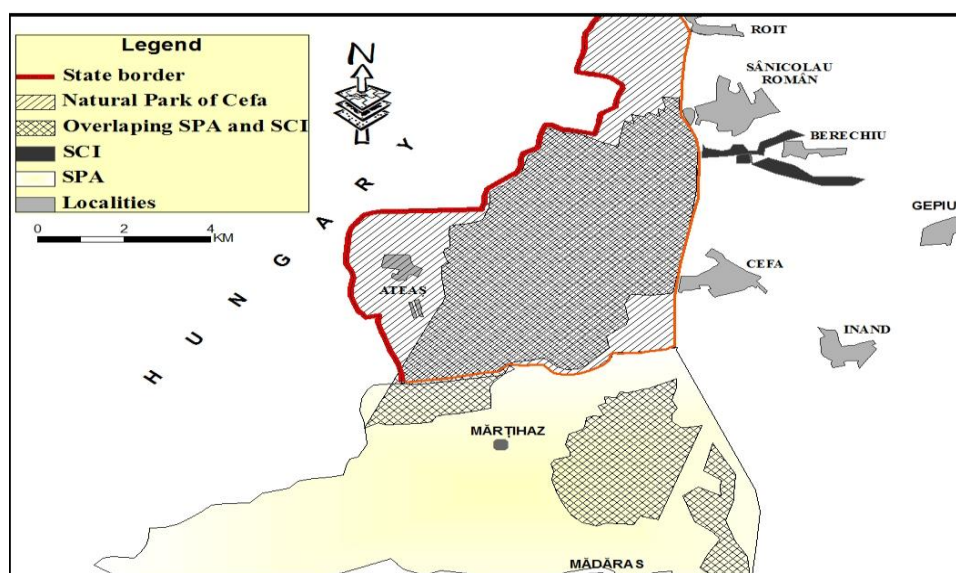 Legend
State border
Natural Park of Cefa
Overlaping SPA and SCI
SCI
SPA
Localities
0 2 4
KM
N
HUNGARY
ROIT
SÂNICOLAU
ROMÂN
BERECHIU
GEPIU
CEFA
ATEAȘ
INAND
MĂRȚIHAZ
MĂDĂRAS